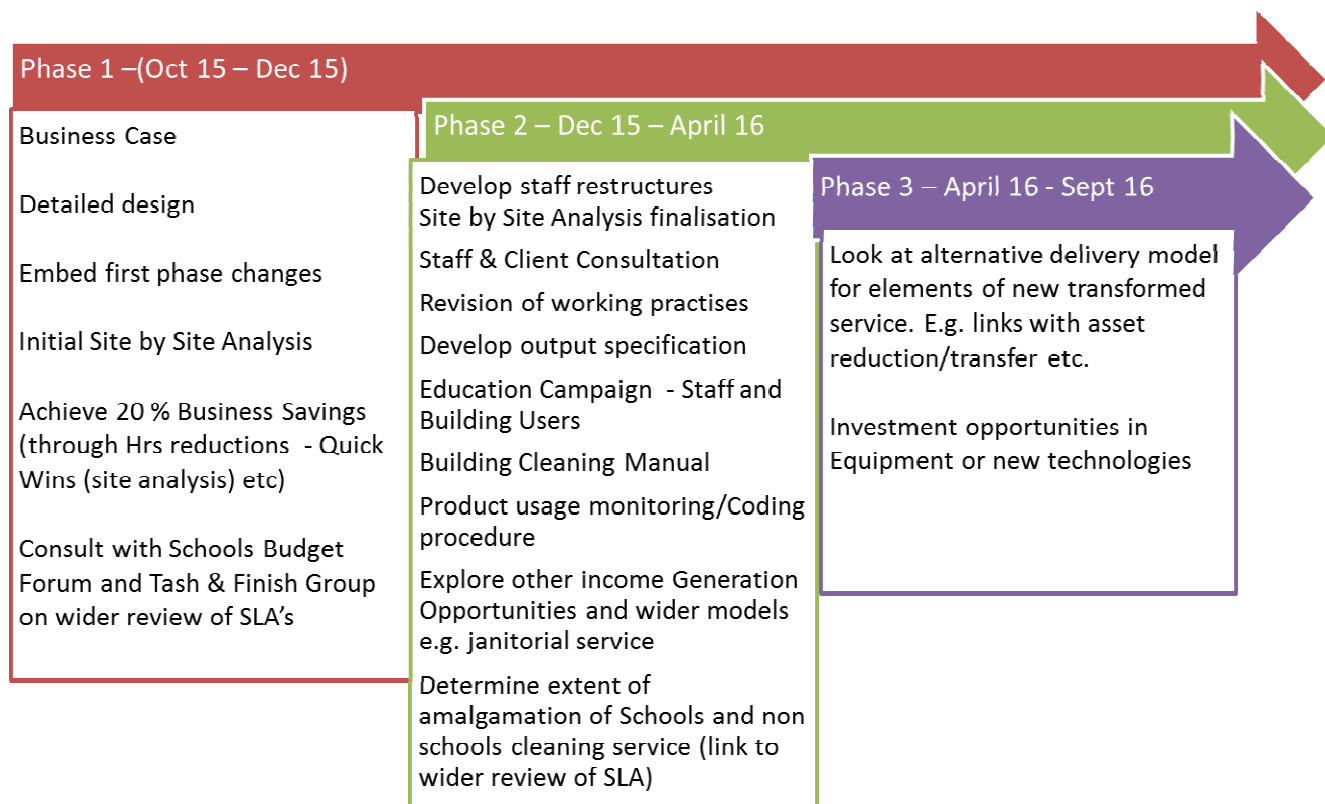 Phase 1 –(Oct 15 – Dec 15)
Business Case
Detailed design
Embed first phase changes
Initial Site by Site Analysis
Achieve 20 % Business Savings
(through Hrs reductions  - Quick
Wins (site analysis) etc)
Consult with Schools Budget
Forum and Tash & Finish Group
on wider review of SLA’s
Phase 2 – Dec 15 – April 16
Develop staff restructures
Site by Site Analysis finalisation
Staff & Client Consultation
Revision of working practises
Develop output specification
Education Campaign  - Staff and
Building Users
Building Cleaning Manual
Product usage monitoring/Coding
procedure
Explore other income Generation
Opportunities and wider models
e.g. janitorial service
Determine extent of
amalgamation of Schools and non
schools cleaning service (link to
wider review of SLA)
Phase 3 – April 16 - Sept 16
Look at alternative delivery model
for elements of new transformed
service. E.g. links with asset
reduction/transfer etc.
Investment opportunities in
Equipment or new technologies